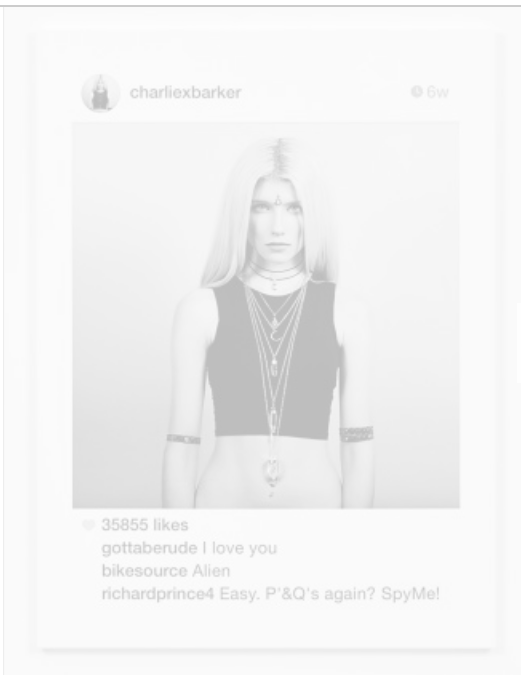 charliexbarker 6w
35855 likes
gottaberude I love you
bikesource Alien
richardprince4 Easy. P'&Q's again? SpyMe!